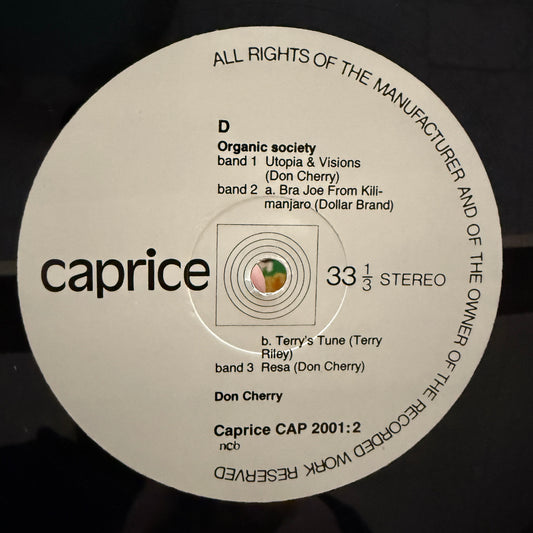 ALL RIGHTS OF THE MANUFACTURER AND OF THE OWNER OF THE RECORDED WORK RESERVED
D
Organic society
band 1 Utopia & Visions
(Don Cherry)
band 2 a. Bra Joe From Kili-
manjaro (Dollar Brand)
caprice
33 1/3 STEREO
b. Terry's Tune (Terry
Riley)
band 3 Resa (Don Cherry)
Don Cherry
Caprice CAP 2001:2
ncb